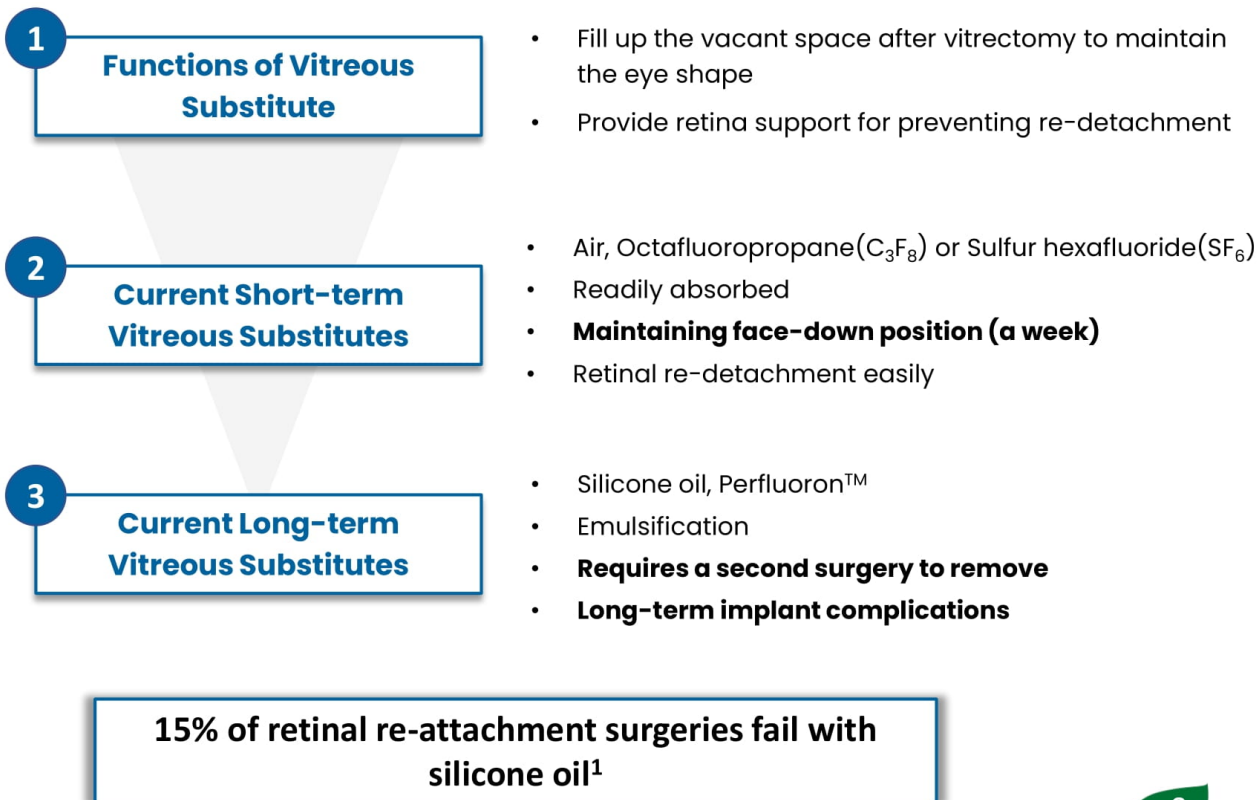 1
Functions of Vitreous
Substitute
• Fill up the vacant space after vitrectomy to maintain
the eye shape
• Provide retina support for preventing re-detachment
2
Current Short-term
Vitreous Substitutes
• Air, Octafluoropropane(C₃F₈) or Sulfur hexafluoride(SF₆)
• Readily absorbed
• Maintaining face-down position (a week)
• Retinal re-detachment easily
3
Current Long-term
Vitreous Substitutes
• Silicone oil, Perfluoron™
• Emulsification
• Requires a second surgery to remove
• Long-term implant complications
15% of retinal re-attachment surgeries fail with
silicone oil¹